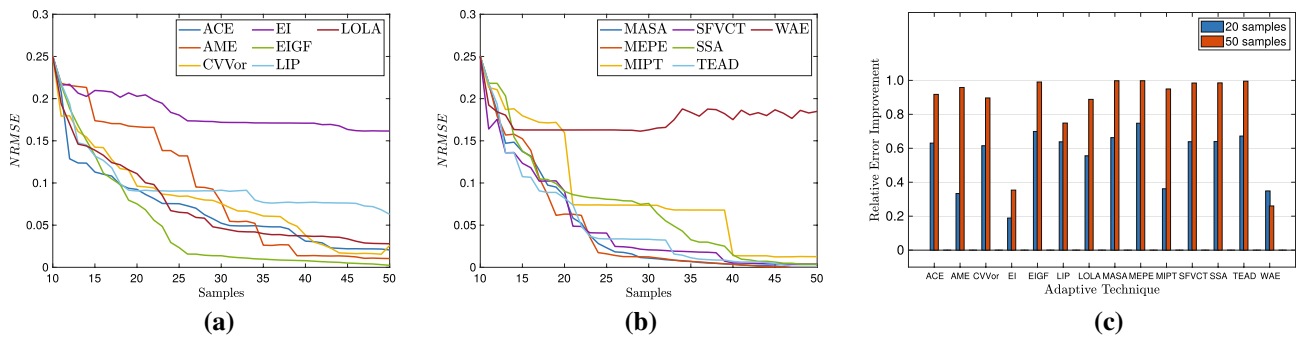 0.3
0.25
0.2
0.15
0.1
0.05
0
NRMSE
ACE EI LOLA
AME EIGF
CVVor LIP
10 15 20 25 30 35 40 45 50
Samples
(a)
0.3
0.25
0.2
0.15
0.1
0.05
0
NRMSE
MASA SFVCT WAE
MEPE SSA
MIPT TEAD
10 15 20 25 30 35 40 45 50
Samples
(b)
20 samples
50 samples
1.0
0.8
0.6
0.4
0.2
0
Relative Error Improvement
ACE AME CVVor EI EIGF LIP LOLA MASA MEPE MIPT SFVCT SSA TEAD WAE
Adaptive Technique
(c)